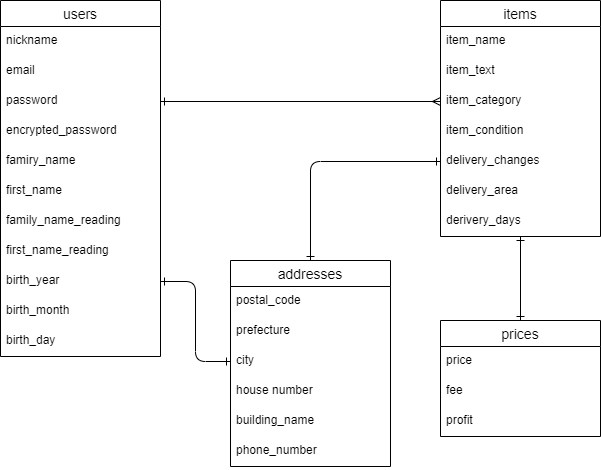 users
nickname
email
password
encrypted_password
famiry_name
first_name
family_name_reading
first_name_reading
birth_year
birth_month
birth_day
items
item_name
item_text
item_category
item_condition
delivery_changes
delivery_area
derivery_days
addresses
postal_code
prefecture
city
house number
building_name
phone_number
prices
price
fee
profit